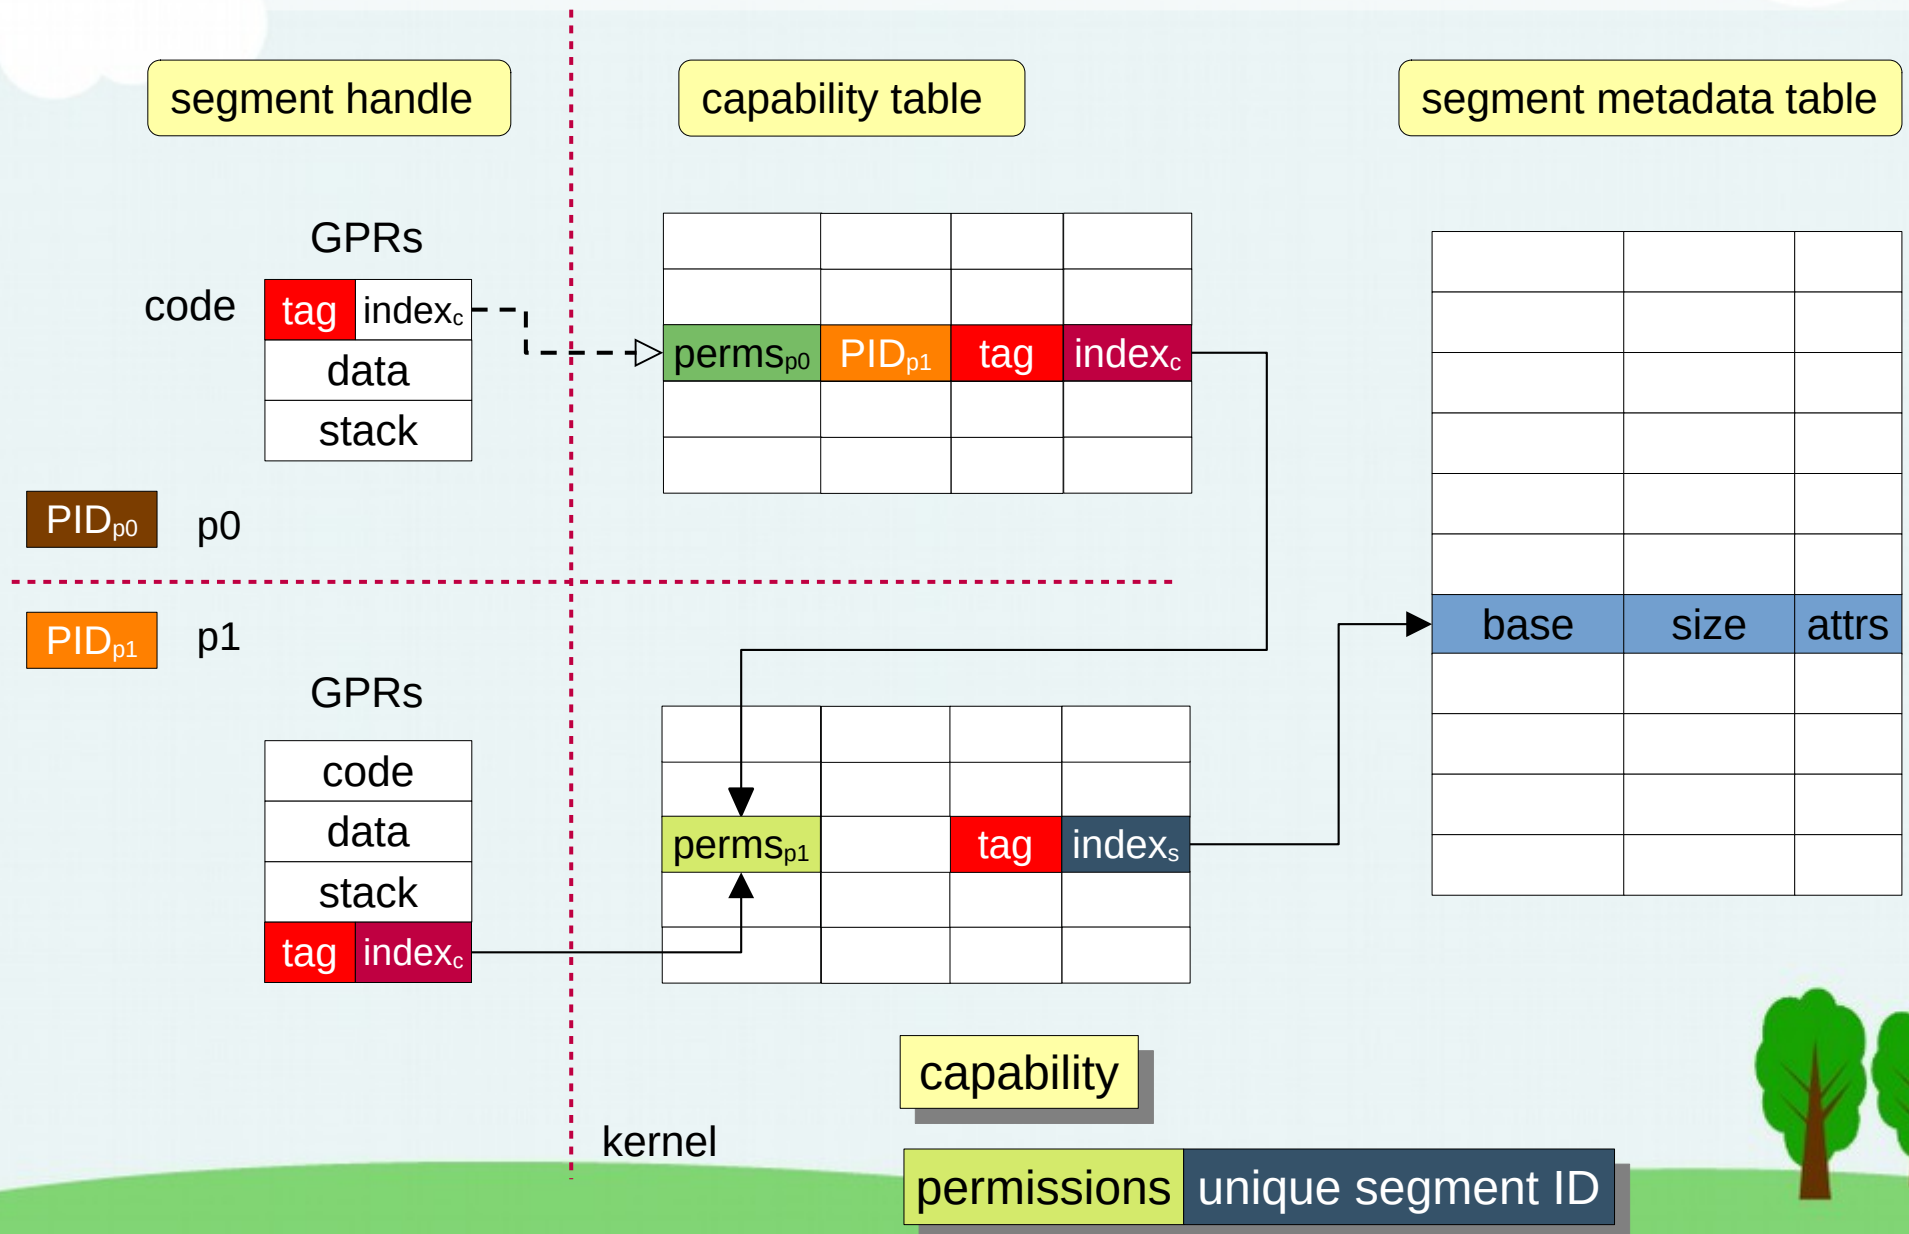 segment handle
capability table
segment metadata table
GPRs
code tag indexc
data
stack
permsp0 PIDp1 tag indexc
PIDp0 p0
PIDp1 p1
base size attrs
GPRs
code
data
stack
tag indexc
permsp1 tag indexs
capability
kernel
permissions unique segment ID